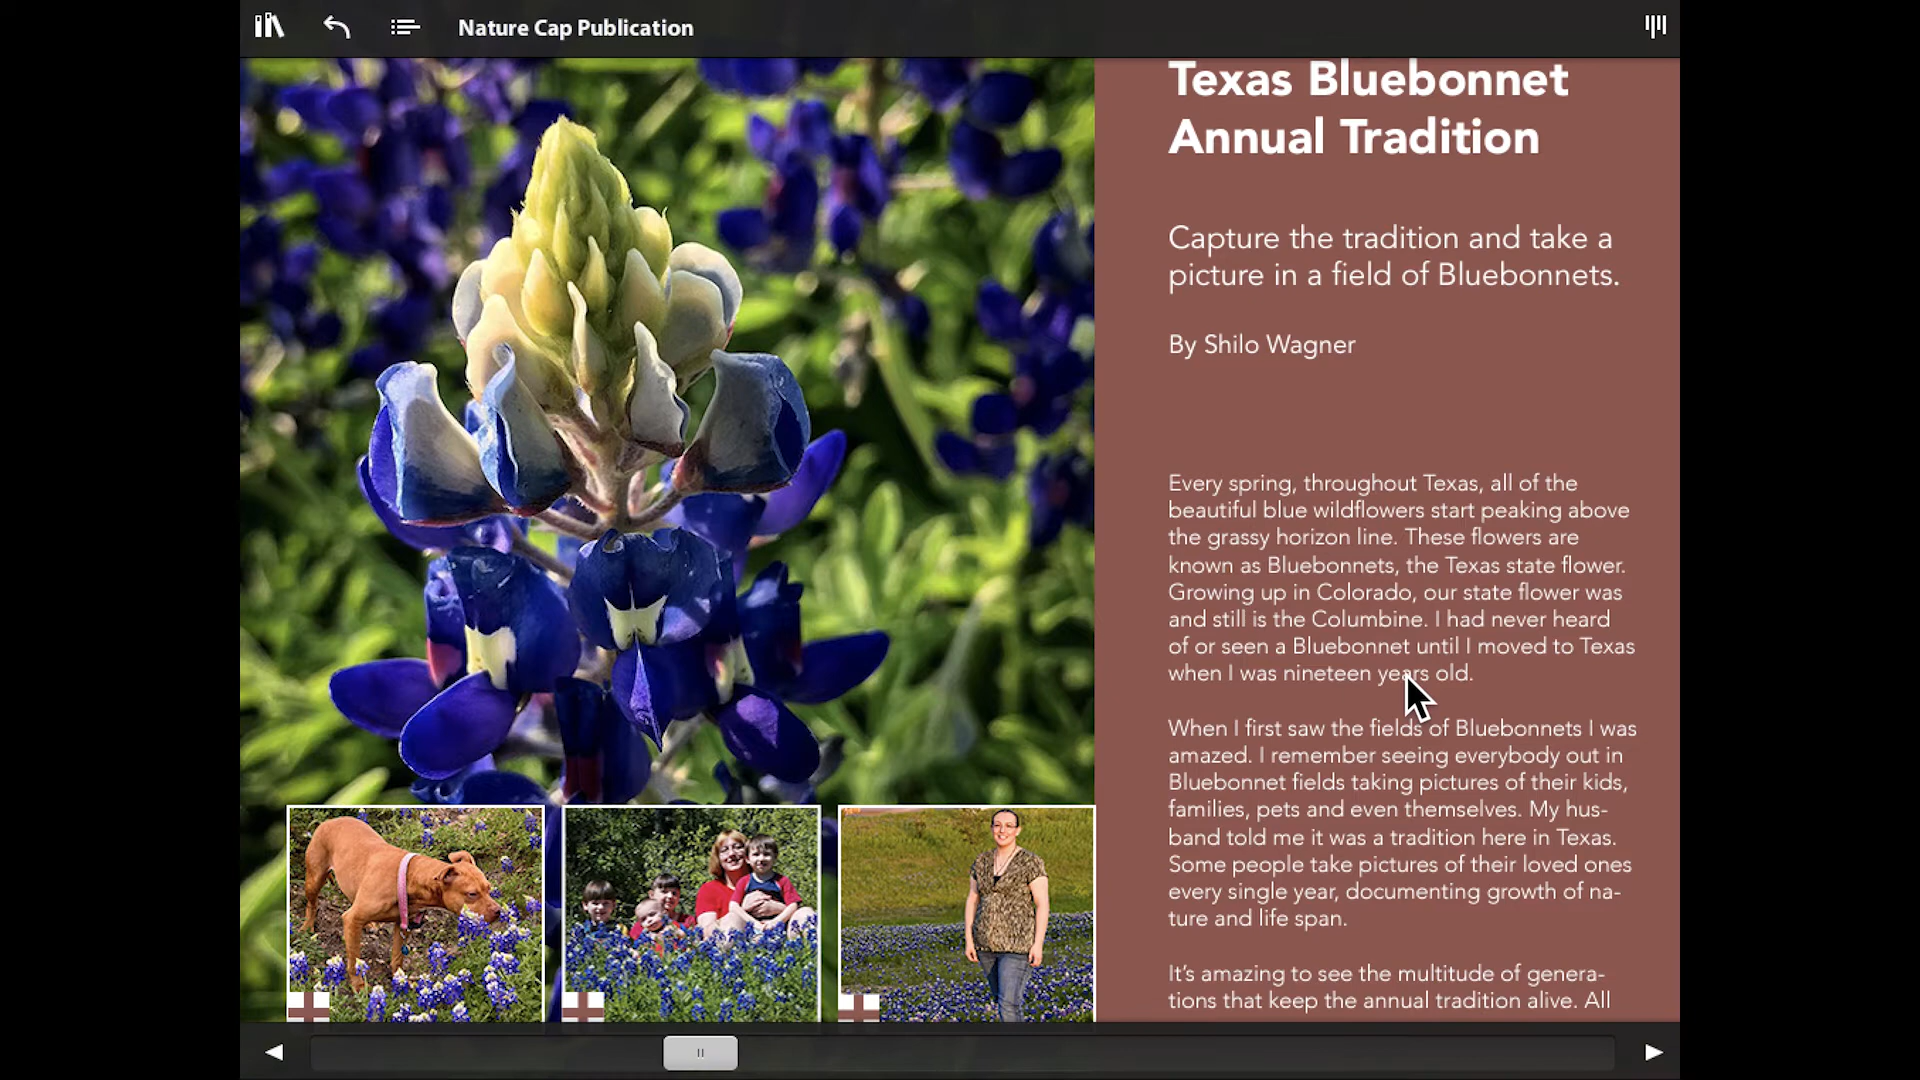 Nature Cap Publication
Texas Bluebonnet
Annual Tradition
Capture the tradition and take a
picture in a field of Bluebonnets.
By Shilo Wagner
Every spring, throughout Texas, all of the
beautiful blue wildflowers start peaking above
the grassy horizon line. These flowers are
known as Bluebonnets, the Texas state flower.
Growing up in Colorado, our state flower was
and still is the Columbine. I had never heard
of or seen a Bluebonnet until I moved to Texas
when I was nineteen years old.
When I first saw the fields of Bluebonnets I was
amazed. I remember seeing everybody out in
Bluebonnet fields taking pictures of their kids,
families, pets and even themselves. My hus-
band told me it was a tradition here in Texas.
Some people take pictures of their loved ones
every single year, documenting growth of na-
ture and life span.
It's amazing to see the multitude of genera-
tions that keep the annual tradition alive. All